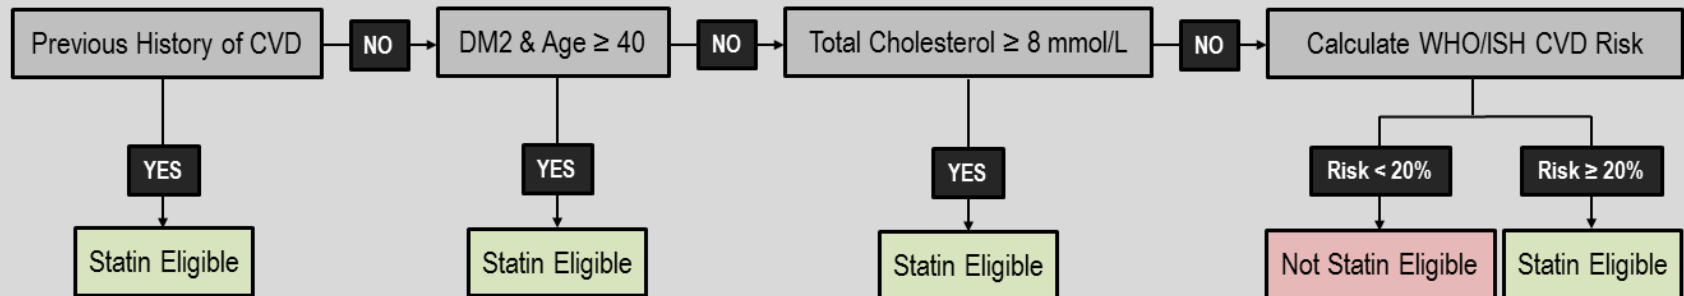 Previous History of CVD
NO
DM2 & Age ≥ 40
NO
Total Cholesterol ≥ 8 mmol/L
NO
Calculate WHO/ISH CVD Risk
YES
YES
YES
Risk < 20%
Risk ≥ 20%
Statin Eligible
Statin Eligible
Statin Eligible
Not Statin Eligible
Statin Eligible